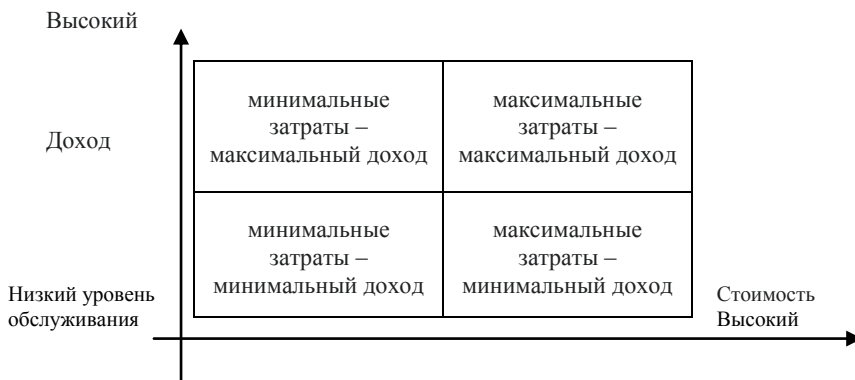 Высокий
минимальные
затраты –
максимальный доход
максимальные
затраты –
максимальный доход
Доход
минимальные
затраты –
минимальный доход
максимальные
затраты –
минимальный доход
Низкий уровень
обслуживания
Стоимость
Высокий